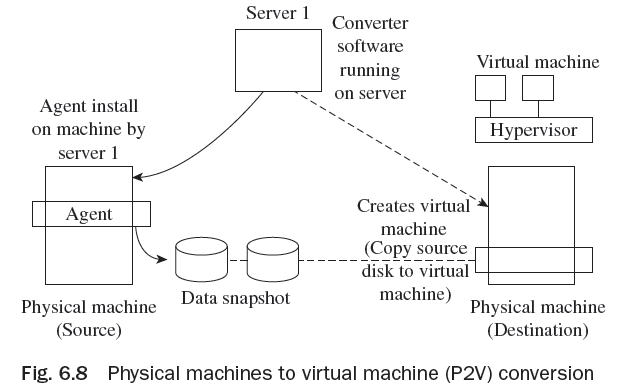 Server 1
Converter
software
running
on server
Virtual machine
Hypervisor
Agent install
on machine by
server 1
Agent
Creates virtual
machine
(Copy source
disk to virtual
machine)
Data snapshot
Physical machine
(Source)
Physical machine
(Destination)
Fig. 6.8 Physical machines to virtual machine (P2V) conversion